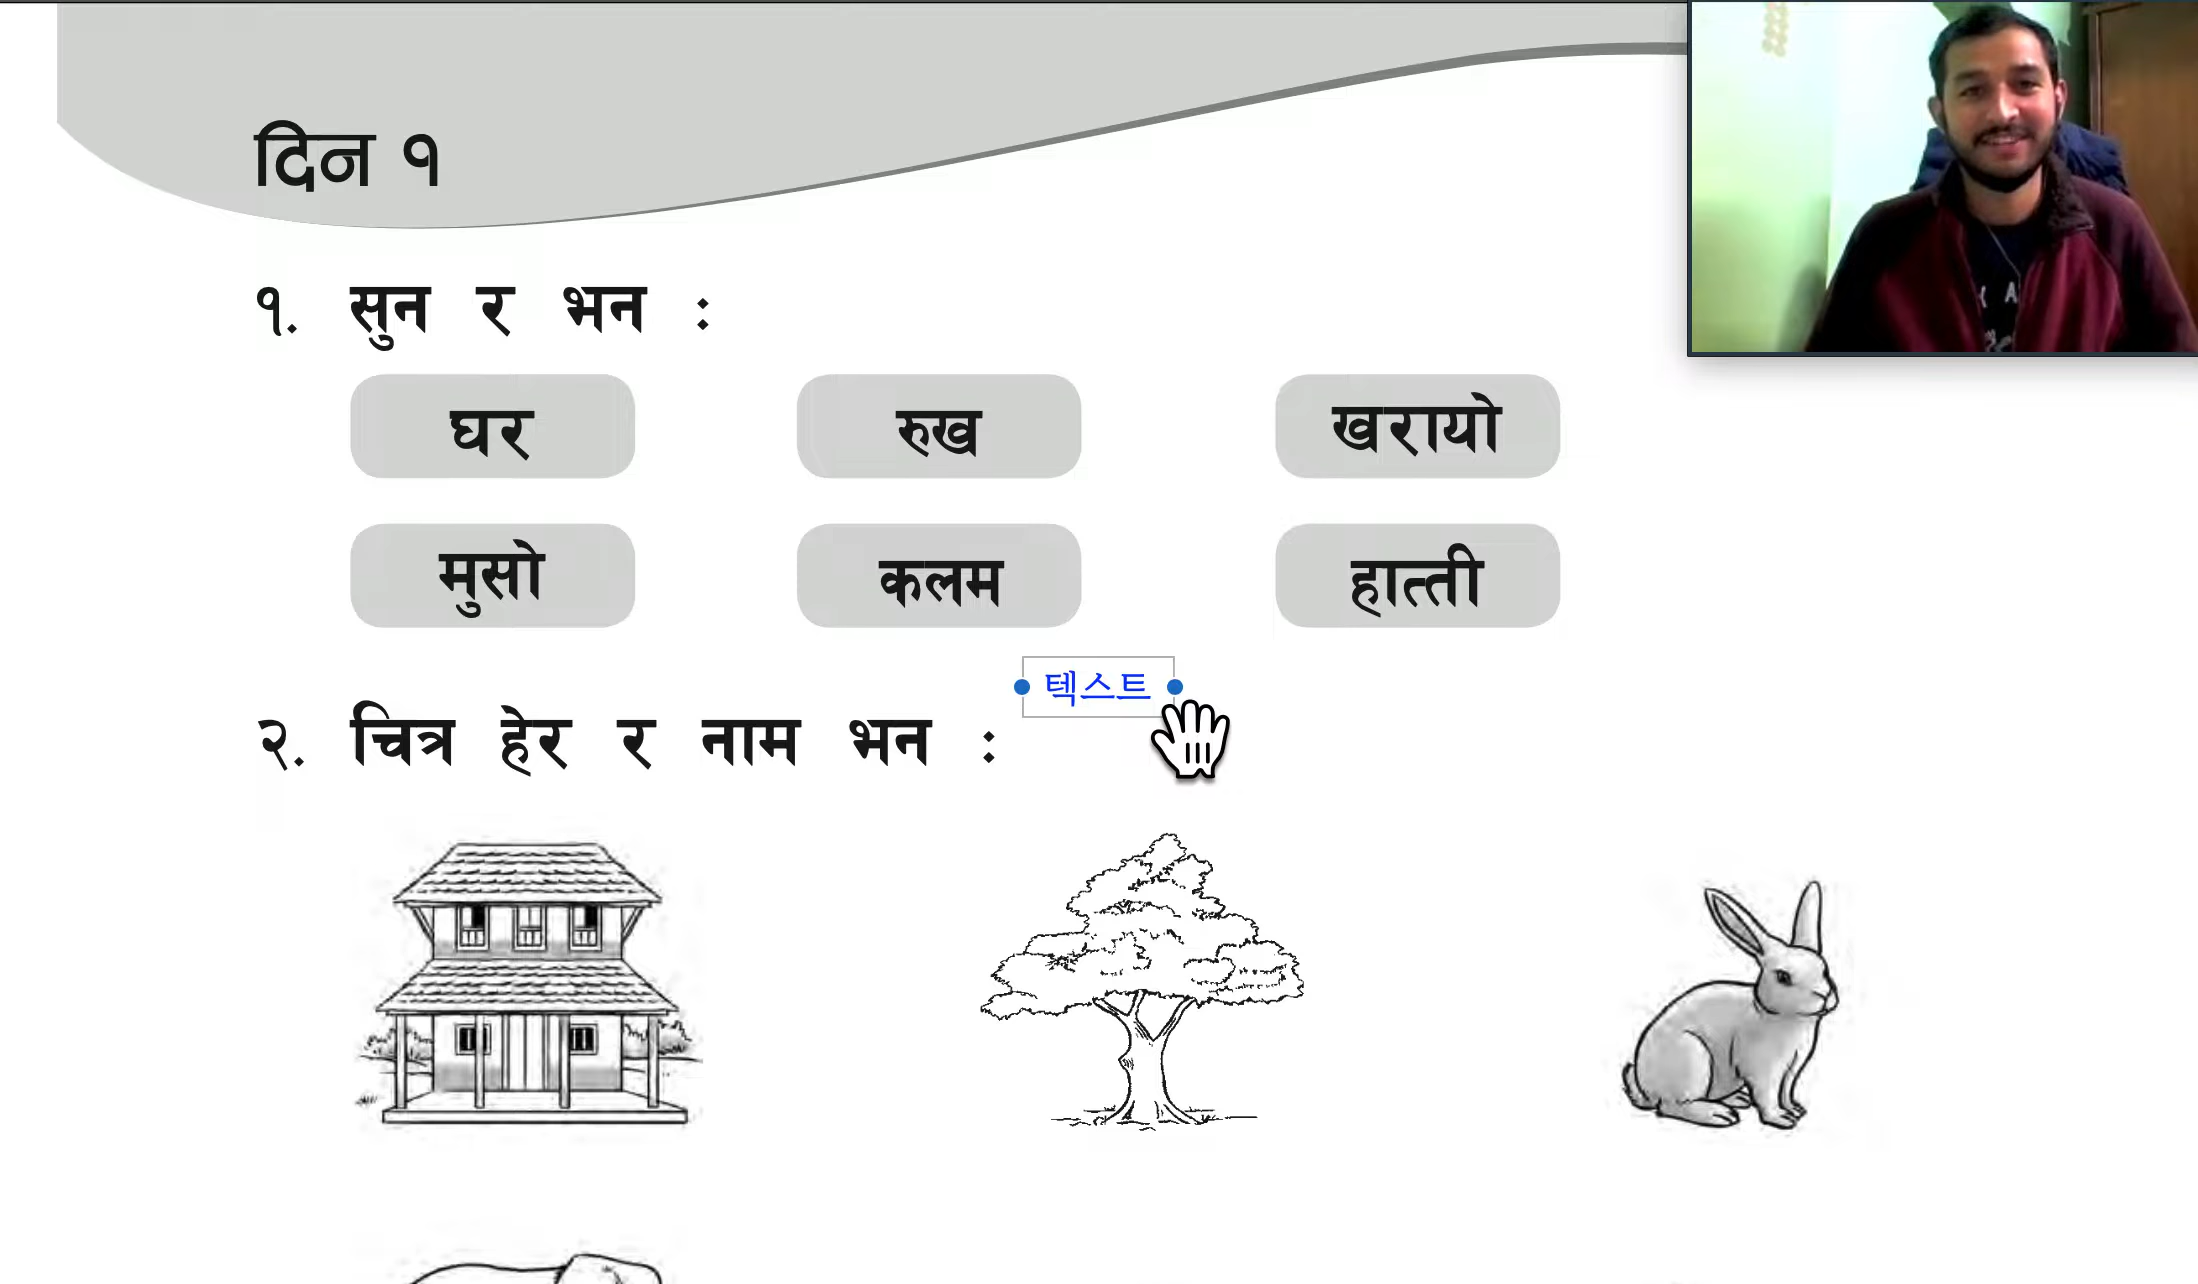 दिन १
१. सुन र भन :
घर रुख खरायो
मुसो कलम हात्ती
텍스트
२. चित्र हेर र नाम भन :